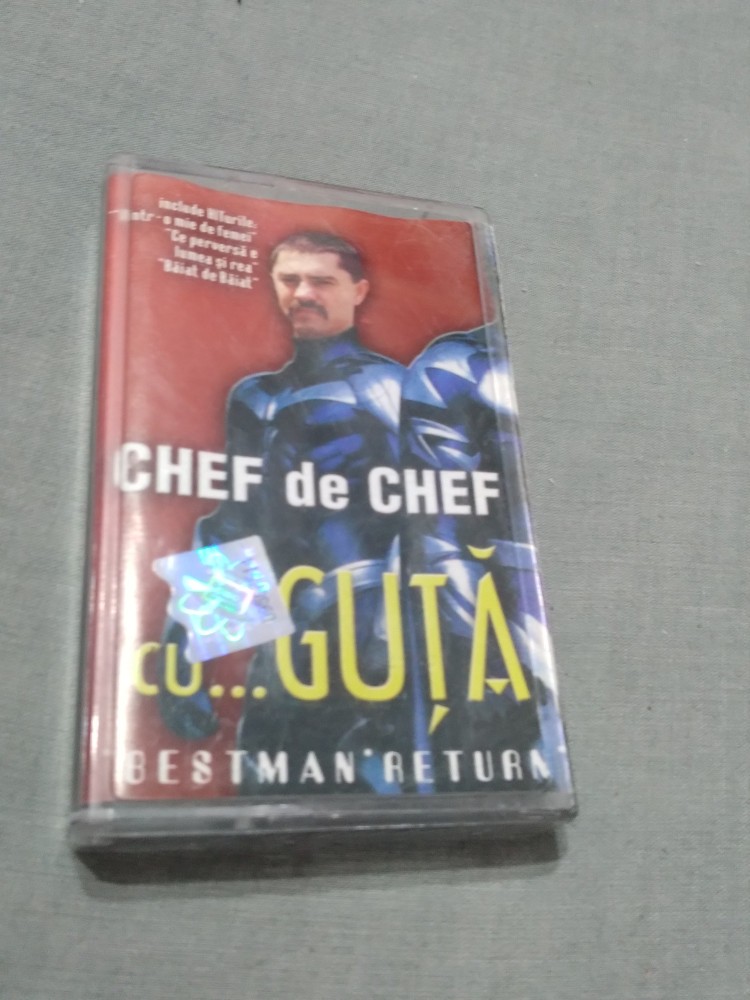 include Hiturile:
"Dintr-o mie de femei"
"Ce perversă e
lumea și rea"
"Băiat de Băiat"
CHEF de CHEF
cu...GUȚĂ
"BESTMAN"RETURN